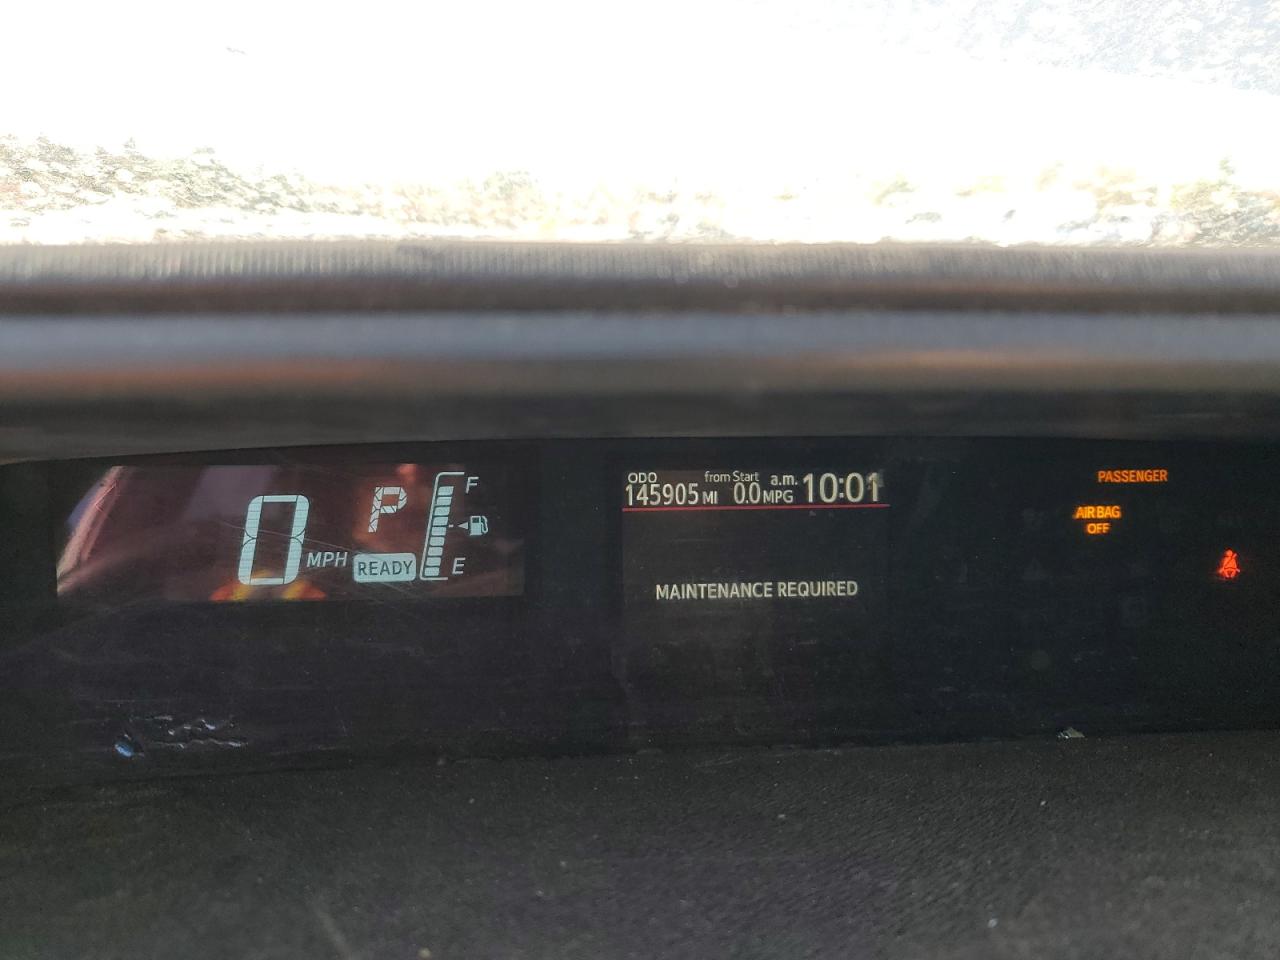 0 MPH
P
READY
F
E
ODO
145905 MI
from Start
0.0 MPG
a.m.
10:01
MAINTENANCE REQUIRED
PASSENGER
AIR BAG
OFF